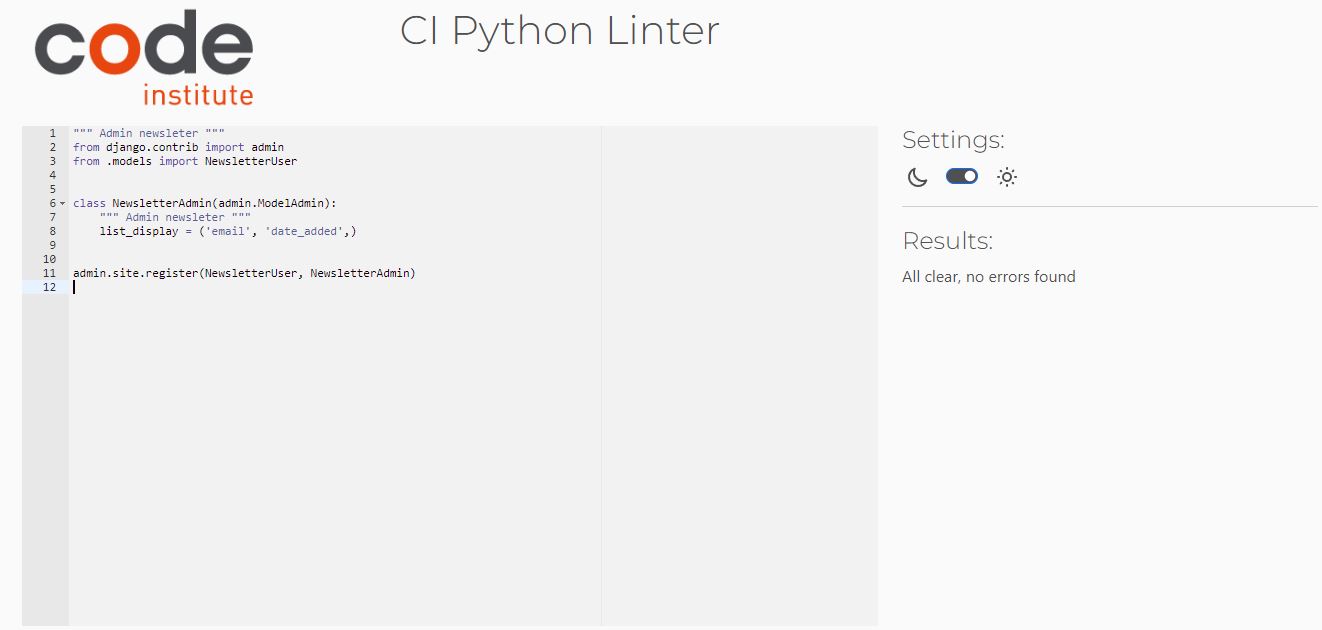 code
institute
CI Python Linter
1 """ Admin newsleter """
2 from django.contrib import admin
3 from .models import NewsletterUser
4
5
6 class NewsletterAdmin(admin.ModelAdmin):
7     """ Admin newsleter """
8     list_display = ('email', 'date_added',)
9
10
11 admin.site.register(NewsletterUser, NewsletterAdmin)
12
Settings:
Results:
All clear, no errors found